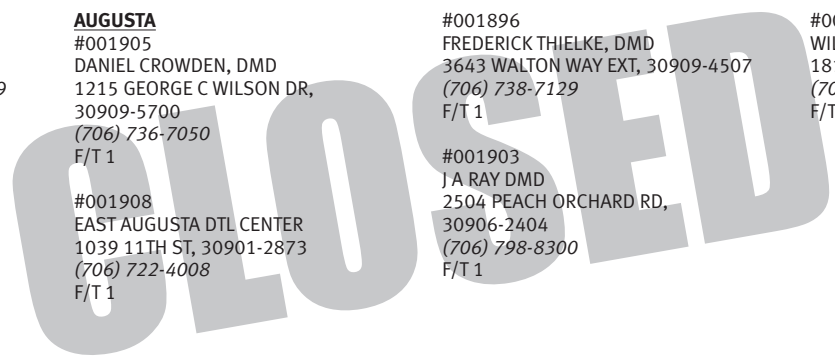 AUGUSTA
#001905
DANIEL CROWDEN, DMD
1215 GEORGE C WILSON DR,
30909-5700
(706) 736-7050
F/T 1
#001908
EAST AUGUSTA DTL CENTER
1039 11TH ST, 30901-2873
(706) 722-4008
F/T 1
#001896
FREDERICK THIELKE, DMD
3643 WALTON WAY EXT, 30909-4507
(706) 738-7129
F/T 1
#001903
J A RAY DMD
2504 PEACH ORCHARD RD,
30906-2404
(706) 798-8300
F/T 1
CLOSED